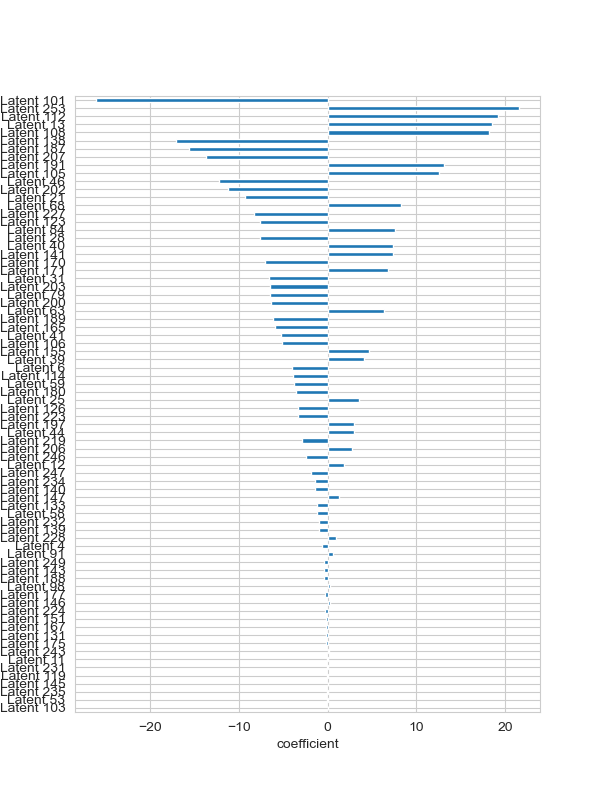 Latent 101
Latent 253
Latent 112
Latent 13
Latent 108
Latent 138
Latent 187
Latent 207
Latent 191
Latent 105
Latent 46
Latent 202
Latent 21
Latent 68
Latent 227
Latent 123
Latent 84
Latent 28
Latent 40
Latent 141
Latent 170
Latent 171
Latent 31
Latent 203
Latent 79
Latent 200
Latent 63
Latent 189
Latent 165
Latent 41
Latent 106
Latent 155
Latent 39
Latent 6
Latent 114
Latent 59
Latent 180
Latent 25
Latent 126
Latent 223
Latent 197
Latent 44
Latent 219
Latent 206
Latent 246
Latent 12
Latent 247
Latent 234
Latent 140
Latent 147
Latent 133
Latent 58
Latent 232
Latent 139
Latent 228
Latent 4
Latent 91
Latent 249
Latent 143
Latent 188
Latent 98
Latent 177
Latent 146
Latent 224
Latent 151
Latent 167
Latent 131
Latent 175
Latent 243
Latent 11
Latent 231
Latent 119
Latent 145
Latent 235
Latent 53
Latent 103
−20 −10 0 10 20
coefficient